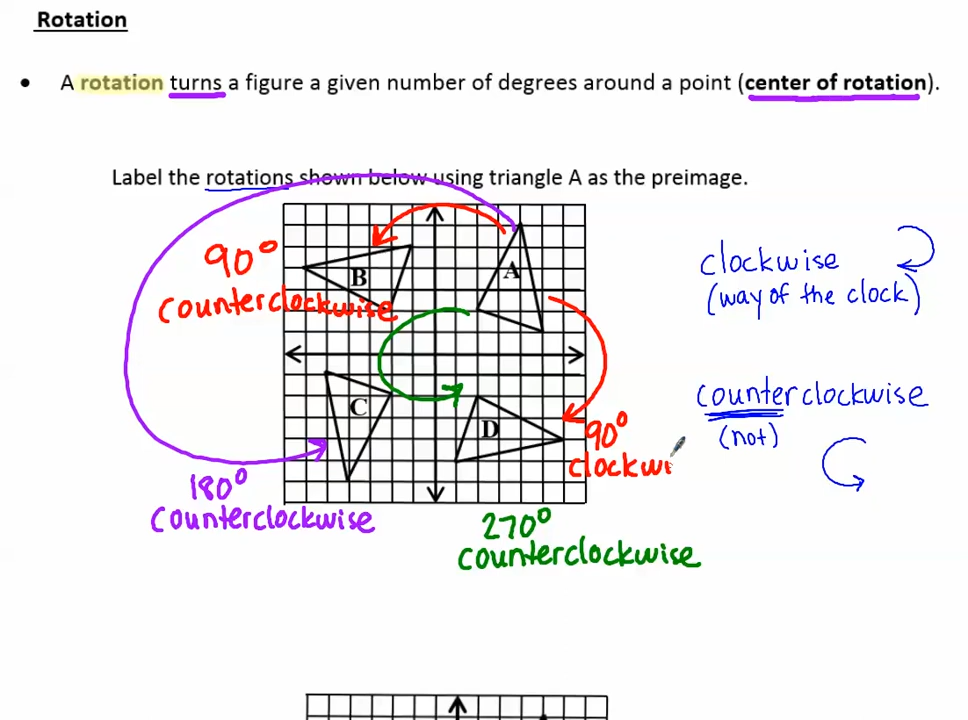 Rotation
• A rotation turns a figure a given number of degrees around a point (center of rotation).
Label the rotations shown below using triangle A as the preimage.
90°
counterclockwise
B
A
clockwise
(way of the clock)
C
D
counterclockwise
(not)
90°
clockwi
180°
counterclockwise
270°
counterclockwise